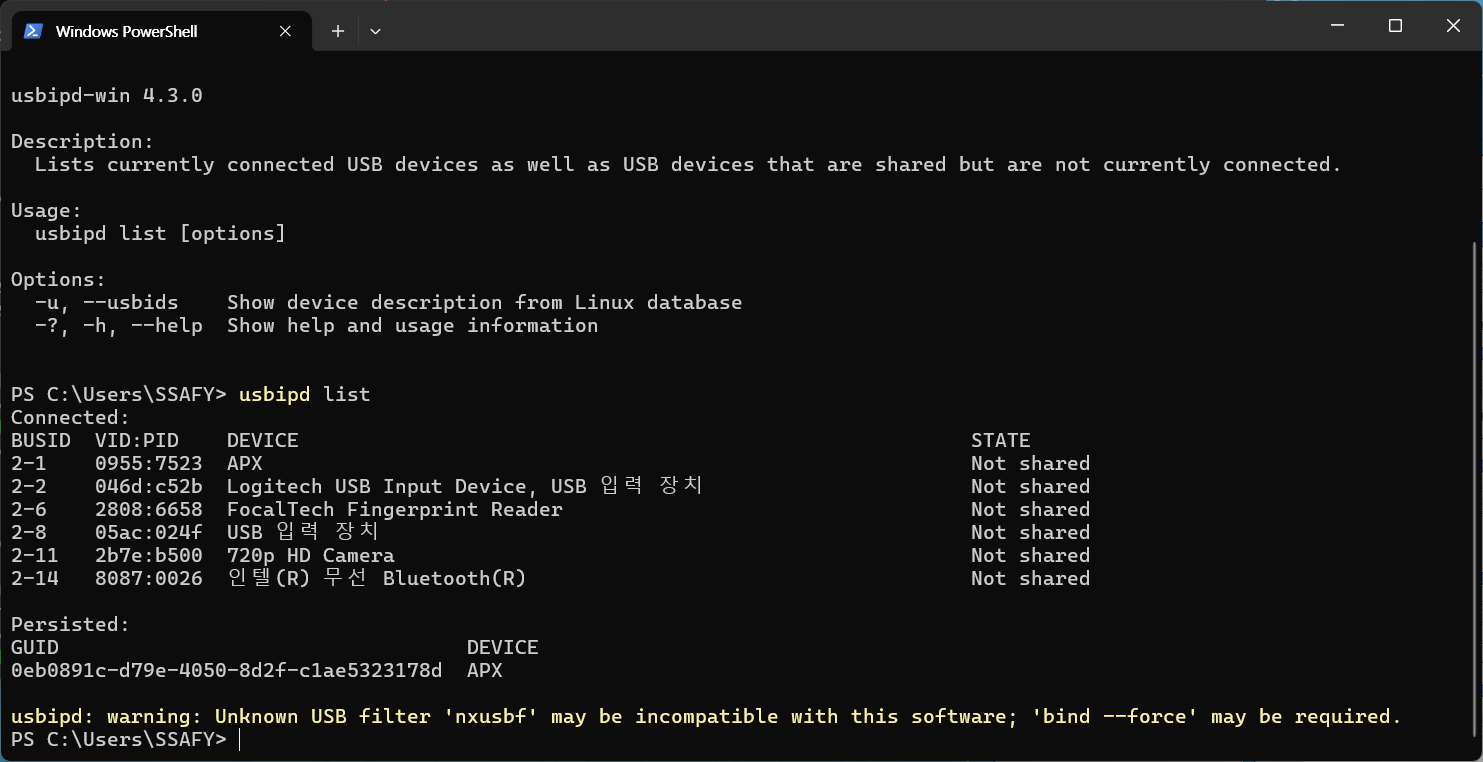 Windows PowerShell
usbipd-win 4.3.0
Description:
Lists currently connected USB devices as well as USB devices that are shared but are not currently connected.
Usage:
usbipd list [options]
Options:
-u, --usbids    Show device description from Linux database
-?, -h, --help  Show help and usage information
PS C:\Users\SSAFY> usbipd list
Connected:
BUSID  VID:PID    DEVICE                                                        STATE
2-1    0955:7523  APX                                                           Not shared
2-2    046d:c52b  Logitech USB Input Device, USB 입력 장치                      Not shared
2-6    2808:6658  FocalTech Fingerprint Reader                                  Not shared
2-8    05ac:024f  USB 입력 장치                                                 Not shared
2-11   2b7e:b500  720p HD Camera                                                Not shared
2-14   8087:0026  인텔(R) 무선 Bluetooth(R)                                     Not shared
Persisted:
GUID                                  DEVICE
0eb0891c-d79e-4050-8d2f-c1ae5323178d  APX
usbipd: warning: Unknown USB filter 'nxusbf' may be incompatible with this software; 'bind --force' may be required.
PS C:\Users\SSAFY>